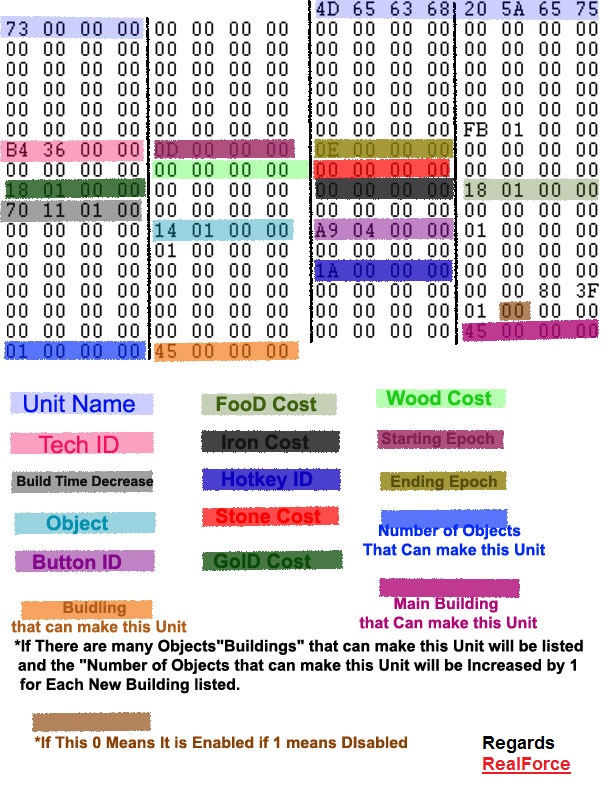 4D 65 63 68 20 5A 65 75
73 00 00 00 00 00 00 00 00 00 00 00 00 00 00 00
00 00 00 00 00 00 00 00 00 00 00 00 00 00 00 00
00 00 00 00 00 00 00 00 00 00 00 00 00 00 00 00
00 00 00 00 00 00 00 00 00 00 00 00 00 00 00 00
00 00 00 00 00 00 00 00 00 00 00 00 00 00 00 00
00 00 00 00 00 00 00 00 00 00 00 00 FB 01 00 00
B4 36 00 00 0D 00 00 00 0E 00 00 00 00 00 00 00
00 00 00 00 00 00 00 00 00 00 00 00 00 00 00 00
18 01 00 00 00 00 00 00 00 00 00 00 18 01 00 00
70 11 01 00 00 00 00 00 00 00 00 00 00 00 00 00
00 00 00 00 14 01 00 00 A9 04 00 00 01 00 00 00
00 00 00 00 01 00 00 00 00 00 00 00 00 00 00 00
00 00 00 00 00 00 00 00 1A 00 00 00 00 00 00 00
00 00 00 00 00 00 00 00 00 00 00 00 00 00 80 3F
00 00 00 00 00 00 00 00 00 00 00 00 01 00 00 00
00 00 00 00 00 00 00 00 00 00 00 00 45 00 00 00
01 00 00 00 45 00 00 00
Unit Name
FooD Cost
Wood Cost
Tech ID
Iron Cost
Starting Epoch
Build Time Decrease
Hotkey ID
Ending Epoch
Object
Stone Cost
Number of Objects
That Can make this Unit
Button ID
GolD Cost
Buidling
that can make this Unit
Main Building
that Can make this Unit
*If There are many Objects"Buildings" that can make this Unit will be listed
and the "Number of Objects that can make this Unit will be Increased by 1
for Each New Building listed.
*If This 0 Means It is Enabled if 1 means DIsabled
Regards
RealForce